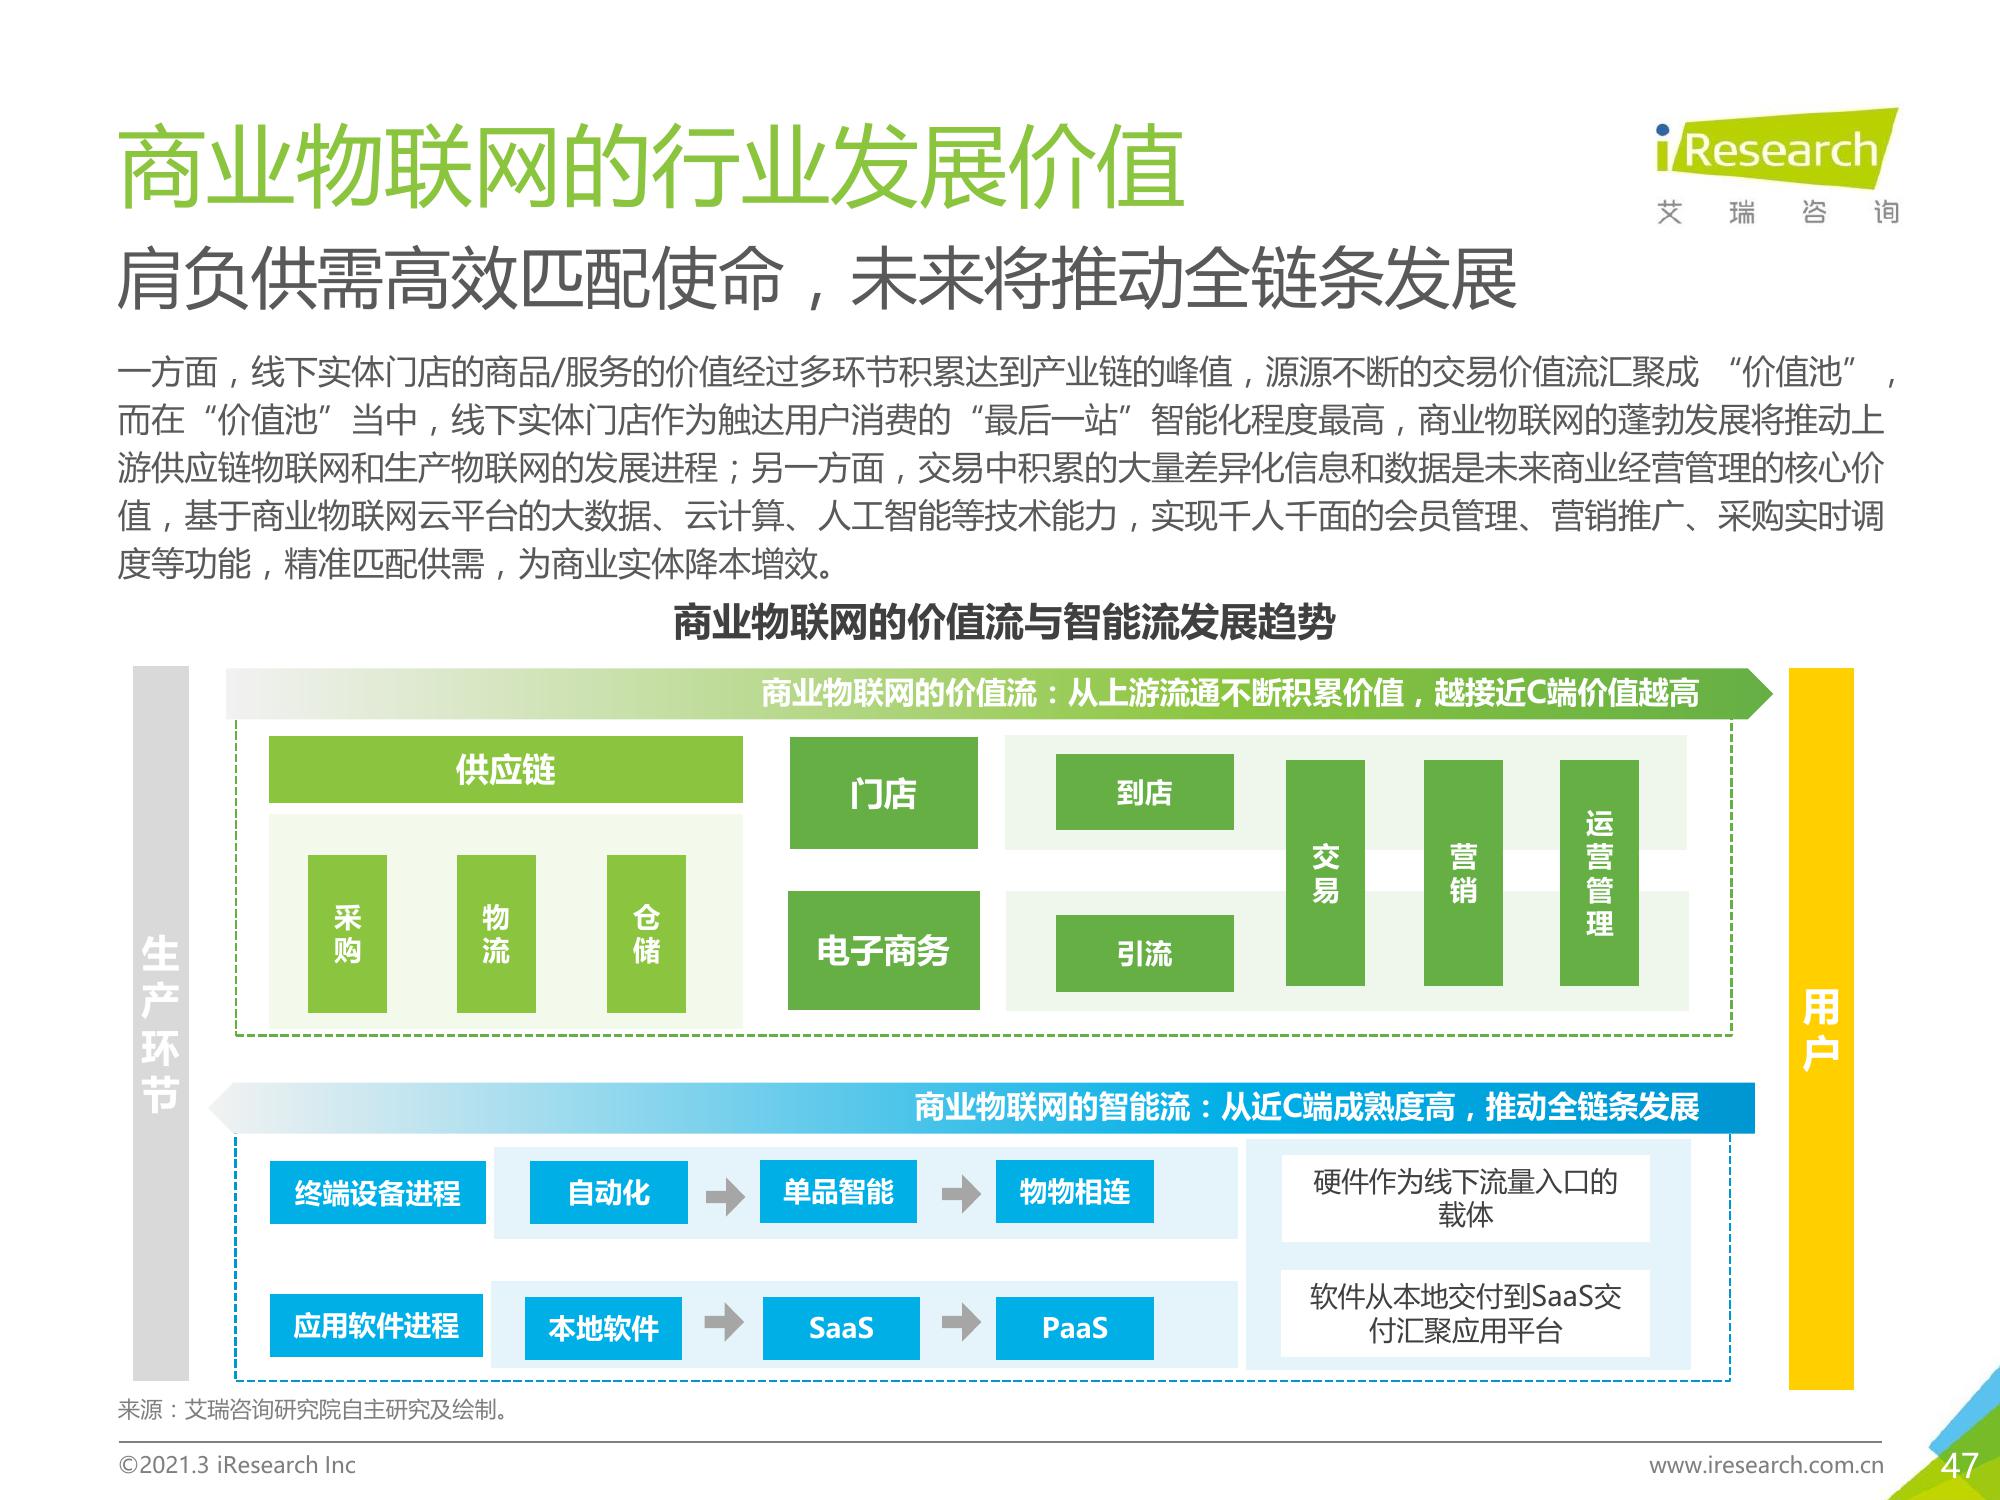 商业物联网的行业发展价值
iResearch
艾瑞咨询
肩负供需高效匹配使命，未来将推动全链条发展
一方面，线下实体门店的商品/服务的价值经过多环节积累达到产业链的峰值，源源不断的交易价值流汇聚成 “价值池”，
而在“价值池”当中，线下实体门店作为触达用户消费的“最后一站”智能化程度最高，商业物联网的蓬勃发展将推动上
游供应链物联网和生产物联网的发展进程；另一方面，交易中积累的大量差异化信息和数据是未来商业经营管理的核心价
值，基于商业物联网云平台的大数据、云计算、人工智能等技术能力，实现千人千面的会员管理、营销推广、采购实时调
度等功能，精准匹配供需，为商业实体降本增效。
商业物联网的价值流与智能流发展趋势
生产环节
商业物联网的价值流：从上游流通不断积累价值，越接近C端价值越高
供应链
采购
物流
仓储
门店
电子商务
到店
引流
交易
营销
运营管理
用户
商业物联网的智能流：从近C端成熟度高，推动全链条发展
终端设备进程
自动化
单品智能
物物相连
硬件作为线下流量入口的
载体
应用软件进程
本地软件
SaaS
PaaS
软件从本地交付到SaaS交
付汇聚应用平台
来源：艾瑞咨询研究院自主研究及绘制。
©2021.3 iResearch Inc
www.iresearch.com.cn
47